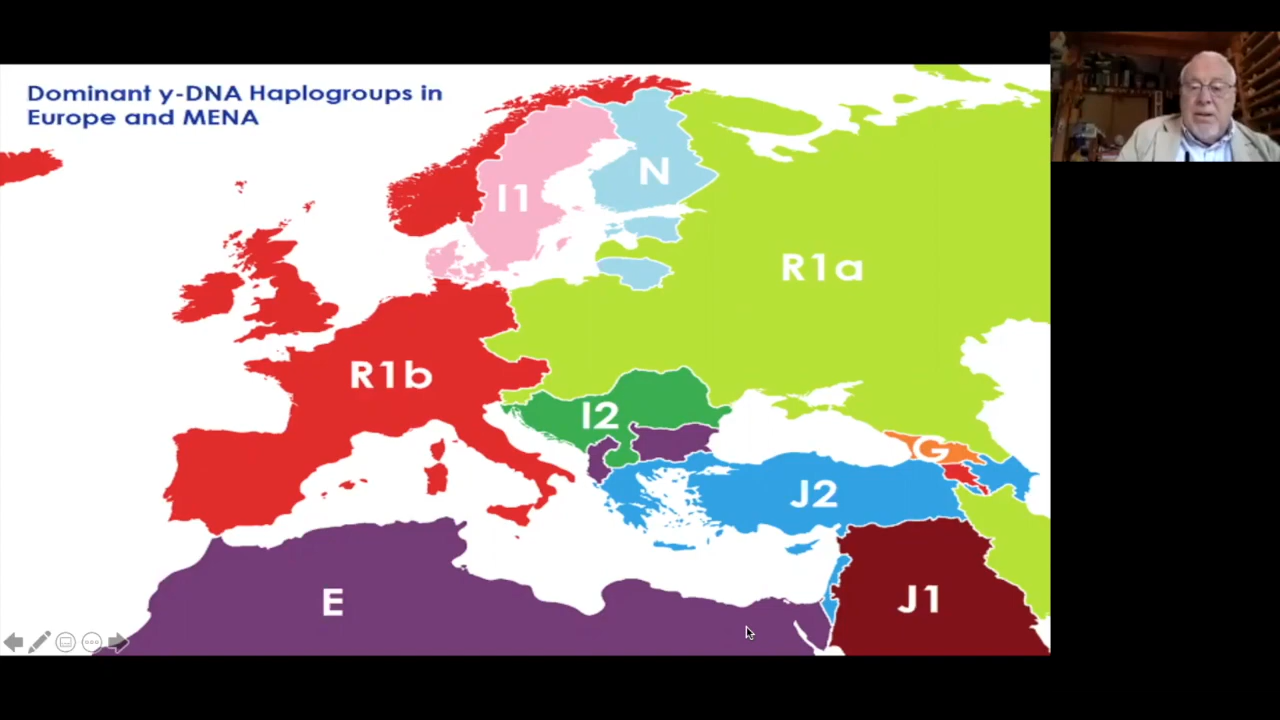 Dominant y-DNA Haplogroups in
Europe and MENA
N
I1
R1a
R1b
I2
G
J2
E
J1